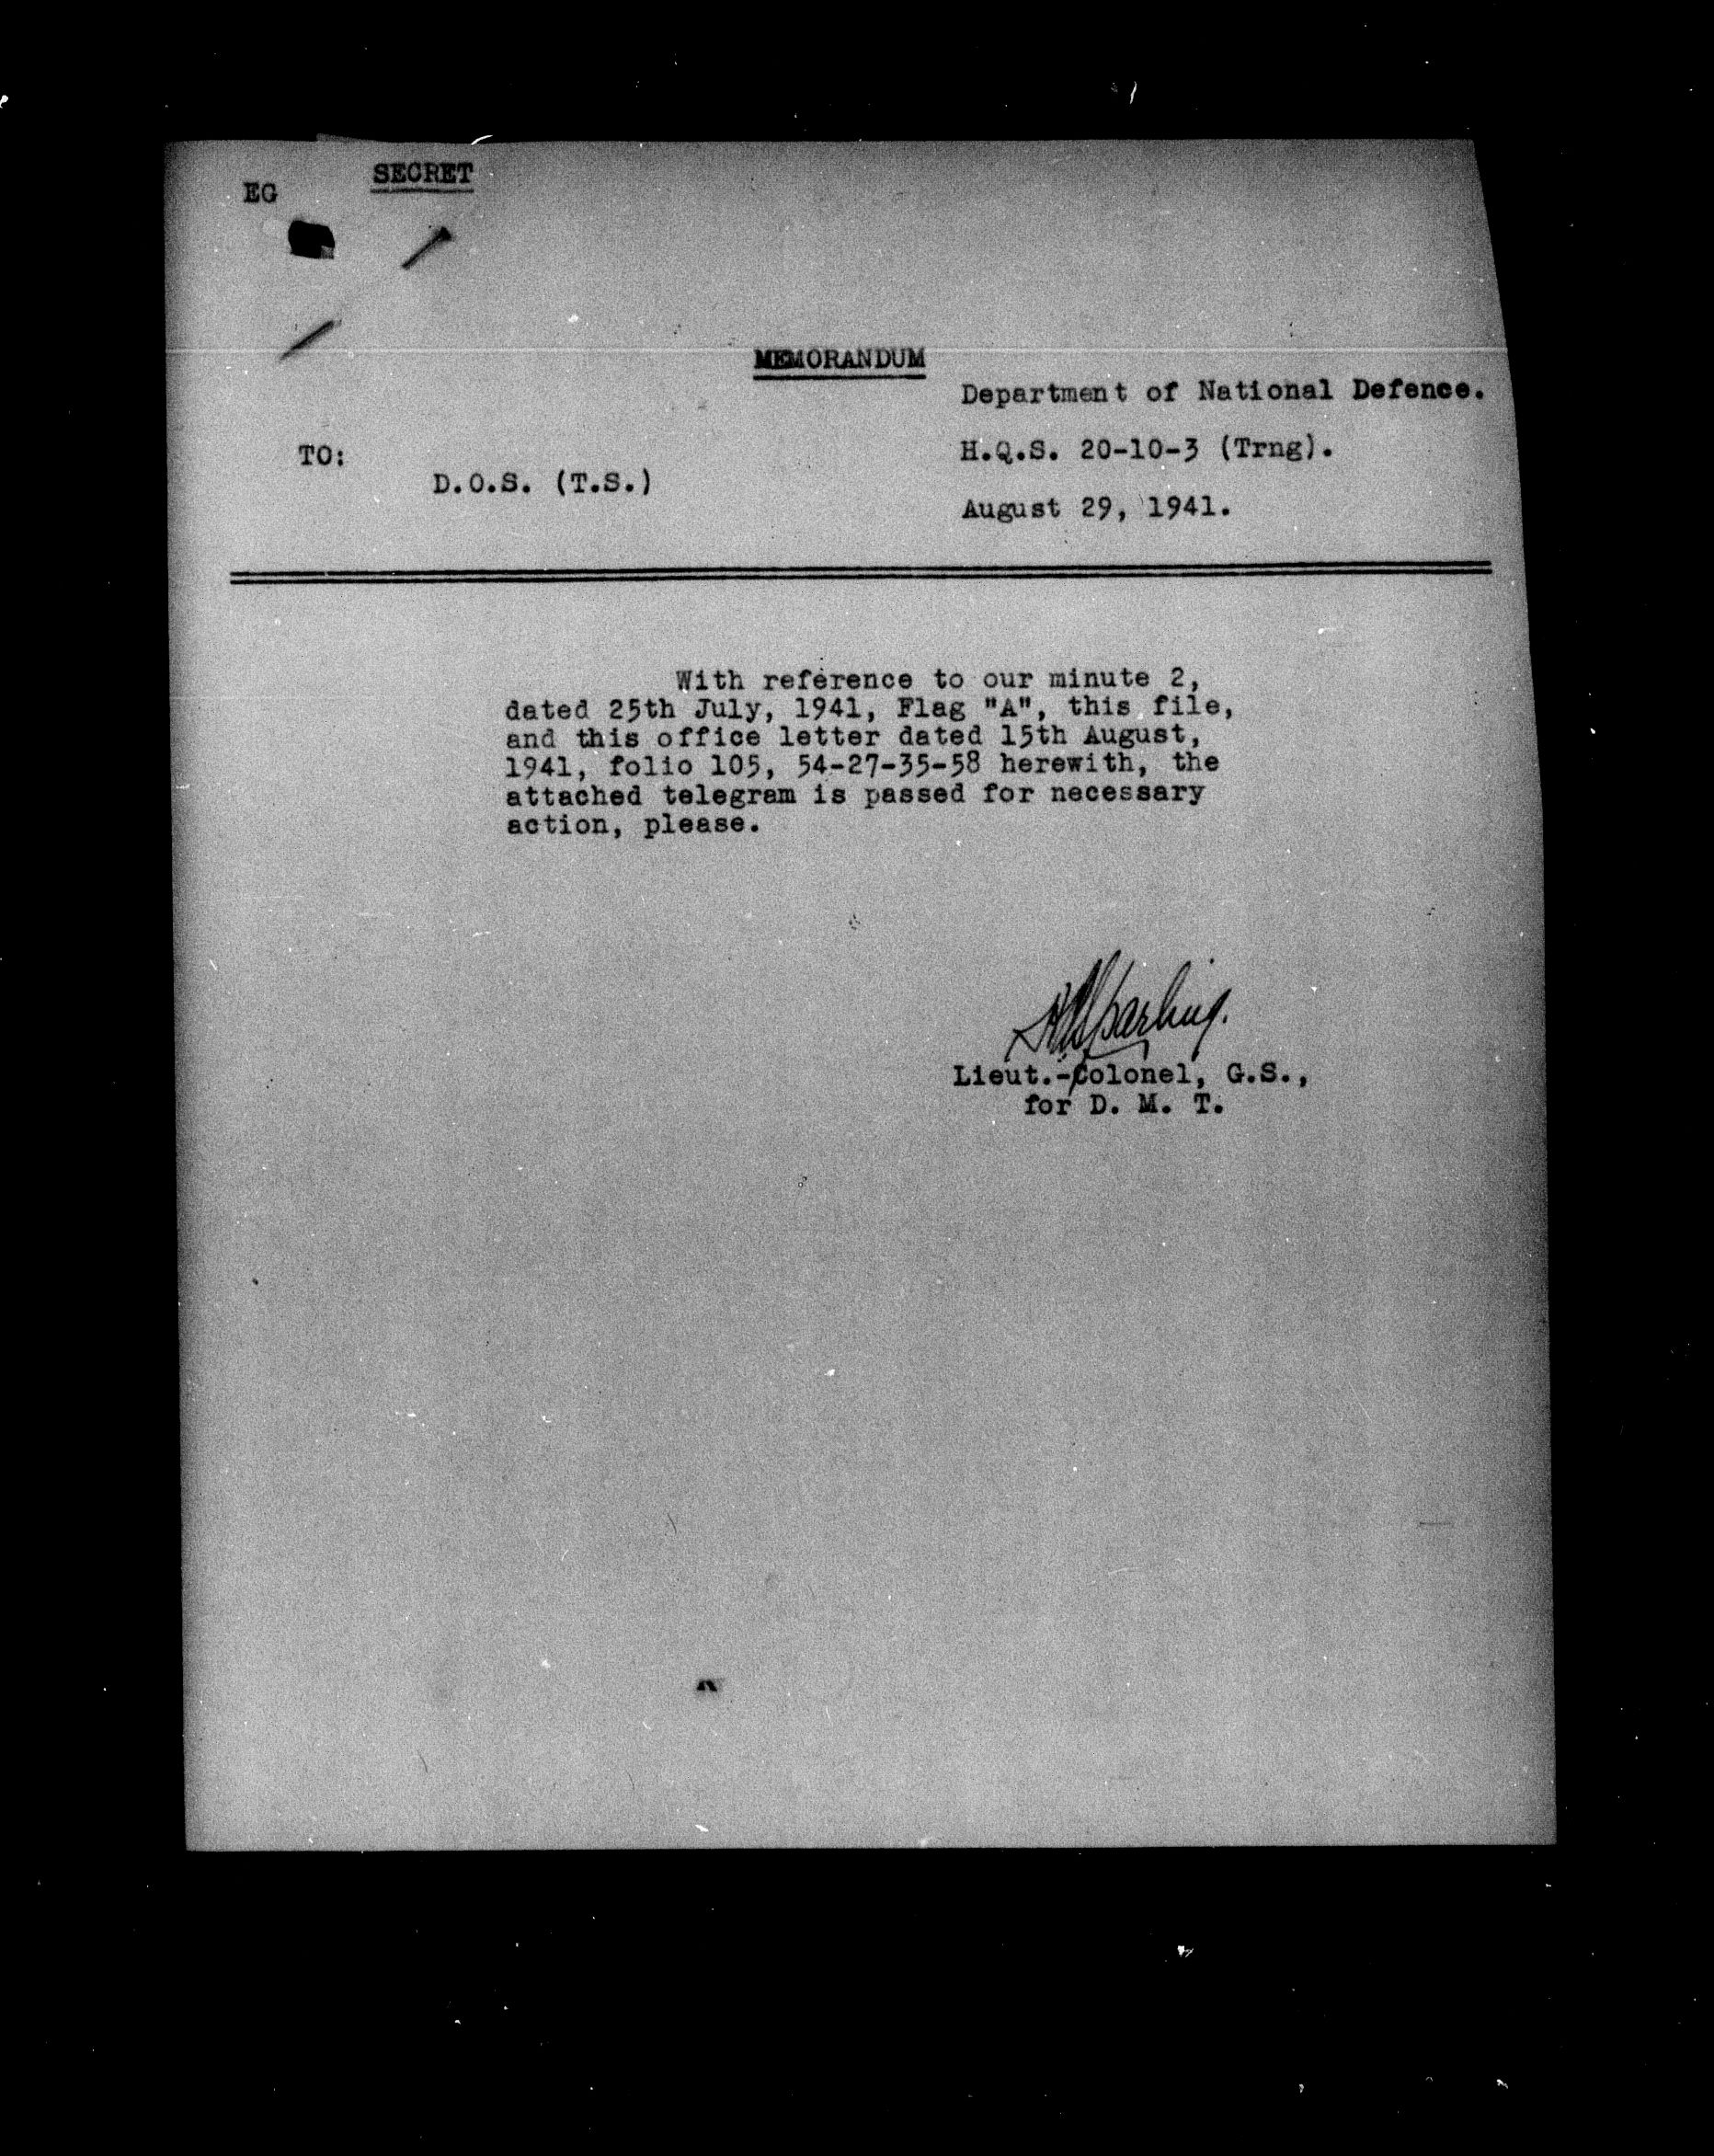 SECRET
EG
MEMORANDUM
Department of National Defence.
TO:
H.Q.S. 20-10-3 (Trng).
D.O.S. (T.S.)
August 29, 1941.
With reference to our minute 2,
dated 25th July, 1941, Flag "A", this file,
and this office letter dated 15th August,
1941, folio 105, 54-27-35-58 herewith, the
attached telegram is passed for necessary
action, please.
Sparling.
Lieut.-Colonel, G.S.,
for D. M. T.